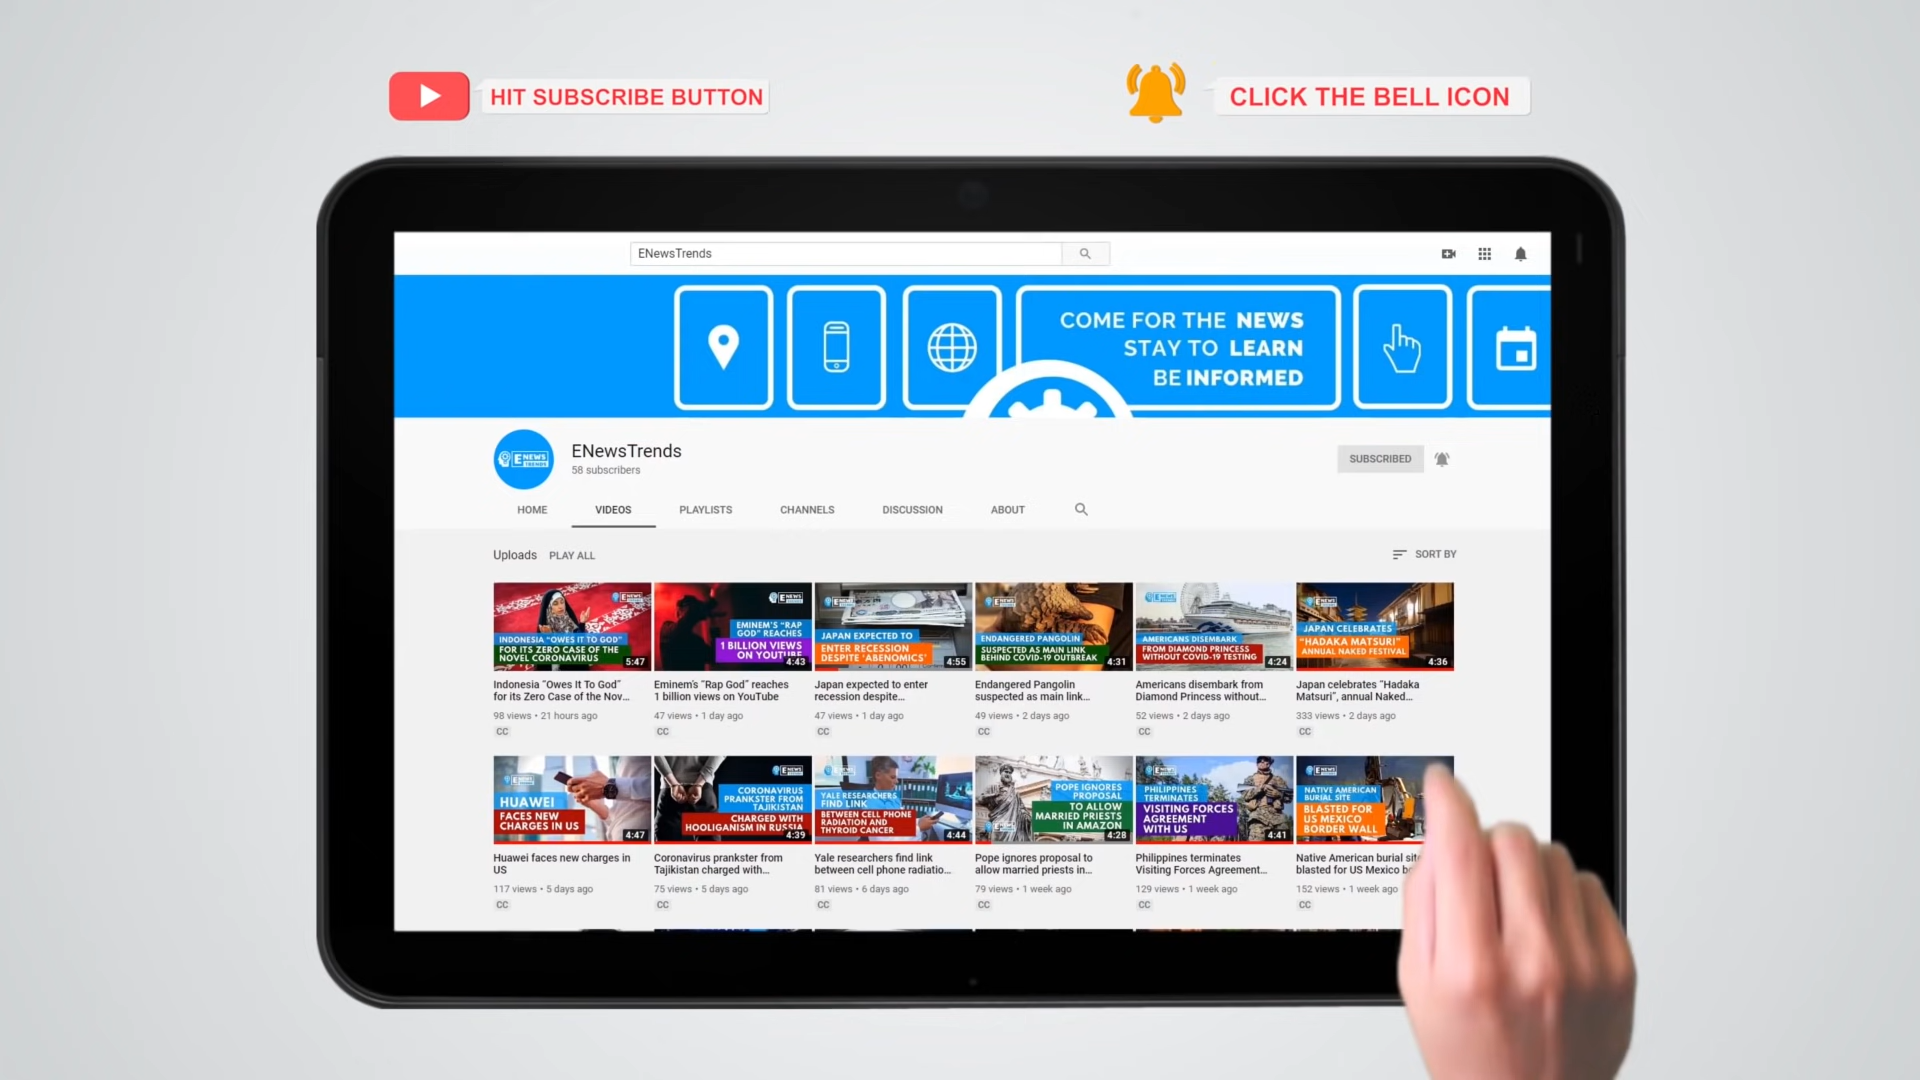 HIT SUBSCRIBE BUTTON
CLICK THE BELL ICON
ENewsTrends
COME FOR THE NEWS
STAY TO LEARN
BE INFORMED
E NEWS
TRENDS
ENewsTrends
58 subscribers
SUBSCRIBED
HOME
VIDEOS
PLAYLISTS
CHANNELS
DISCUSSION
ABOUT
Uploads
PLAY ALL
SORT BY
INDONESIA "OWES IT TO GOD"
FOR ITS ZERO CASE OF THE
NOVEL CORONAVIRUS
5:47
EMINEM'S "RAP
GOD" REACHES
1 BILLION VIEWS
ON YOUTUBE
4:43
JAPAN EXPECTED TO
ENTER RECESSION
DESPITE 'ABENOMICS'
4:55
ENDANGERED PANGOLIN
SUSPECTED AS MAIN LINK
BEHIND COVID-19 OUTBREAK
4:31
AMERICANS DISEMBARK
FROM DIAMOND PRINCESS
WITHOUT COVID-19 TESTING
4:24
JAPAN CELEBRATES
"HADAKA MATSURI"
ANNUAL NAKED FESTIVAL
4:36
Indonesia "Owes It To God"
for its Zero Case of the Nov...
98 views • 21 hours ago
CC
Eminem's "Rap God" reaches
1 billion views on YouTube
47 views • 1 day ago
CC
Japan expected to enter
recession despite...
47 views • 1 day ago
CC
Endangered Pangolin
suspected as main link...
49 views • 2 days ago
CC
Americans disembark from
Diamond Princess without...
52 views • 2 days ago
CC
Japan celebrates "Hadaka
Matsuri", annual Naked...
333 views • 2 days ago
CC
HUAWEI
FACES NEW
CHARGES IN US
4:47
CORONAVIRUS
PRANKSTER FROM
TAJIKISTAN
CHARGED WITH
HOOLIGANISM IN RUSSIA
4:39
YALE RESEARCHERS
FIND LINK
BETWEEN CELL PHONE
RADIATION AND
THYROID CANCER
4:44
POPE IGNORES
PROPOSAL
TO ALLOW
MARRIED PRIESTS
IN AMAZON
4:28
PHILIPPINES
TERMINATES
VISITING FORCES
AGREEMENT
WITH US
4:41
NATIVE AMERICAN
BURIAL SITE
BLASTED FOR
US MEXICO
BORDER WALL
Huawei faces new charges in
US
117 views • 5 days ago
CC
Coronavirus prankster from
Tajikistan charged with...
75 views • 5 days ago
CC
Yale researchers find link
between cell phone radiatio...
81 views • 6 days ago
CC
Pope ignores proposal to
allow married priests in...
79 views • 1 week ago
CC
Philippines terminates
Visiting Forces Agreement...
129 views • 1 week ago
CC
Native American burial
blasted for US Mexico
152 views • 1 week ago
CC